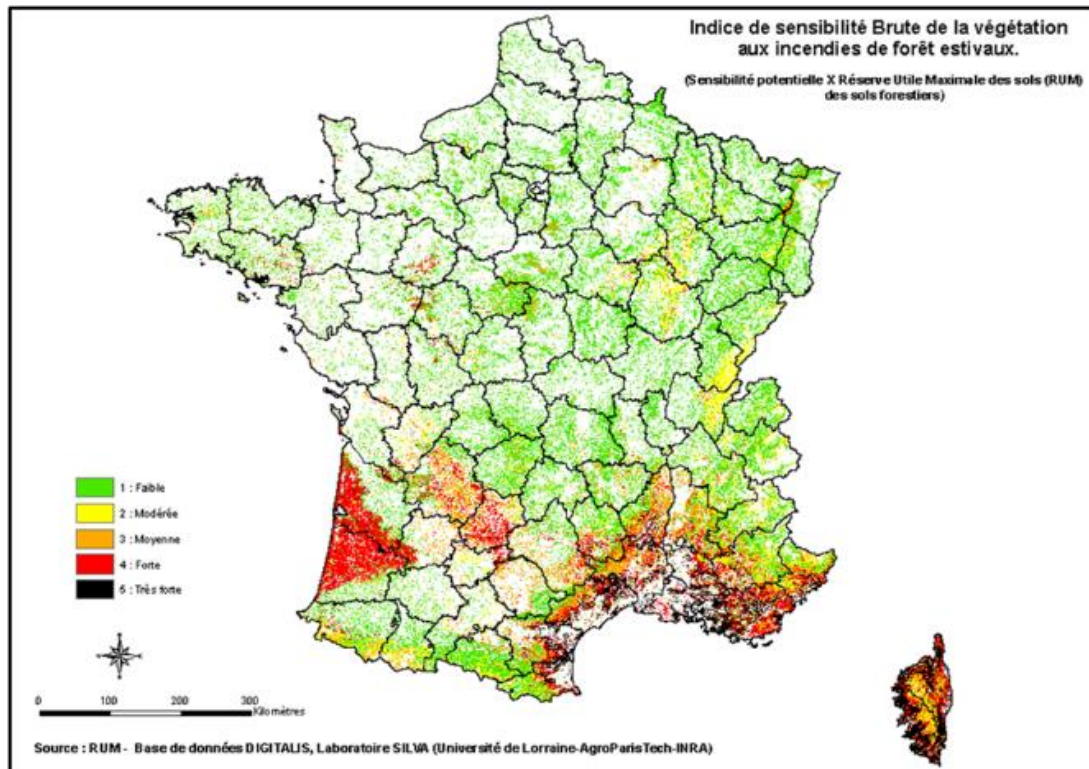 Indice de sensibilité Brute de la végétation
aux incendies de forêt estivaux.
(Sensibilité potentielle X Réserve Utile Maximale des sols (RUM)
des sols forestiers)
1 : Faible
2 : Modérée
3 : Moyenne
4 : Forte
5 : Très forte
0 100 200 300
Kilomètres
Source : RUM - Base de données DIGITALIS, Laboratoire SILVA (Université de Lorraine-AgroParisTech-INRA)